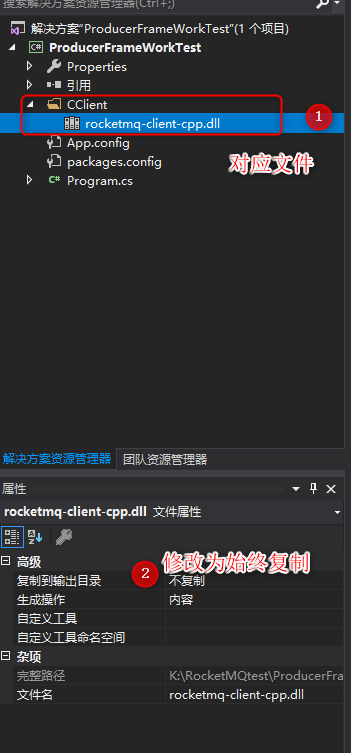 搜索解决方案资源管理器(Ctrl+;)
解决方案"ProducerFrameWorkTest"(1 个项目)
C# ProducerFrameWorkTest
Properties
引用
CClient
rocketmq-client-cpp.dll
1
对应文件
App.config
packages.config
C# Program.cs
解决方案资源管理器 团队资源管理器
属性
rocketmq-client-cpp.dll 文件属性
高级
2 修改为始终复制
复制到输出目录 不复制
生成操作 内容
自定义工具
自定义工具命名空间
杂项
完整路径 K:\RocketMQtest\ProducerFra
文件名 rocketmq-client-cpp.dll